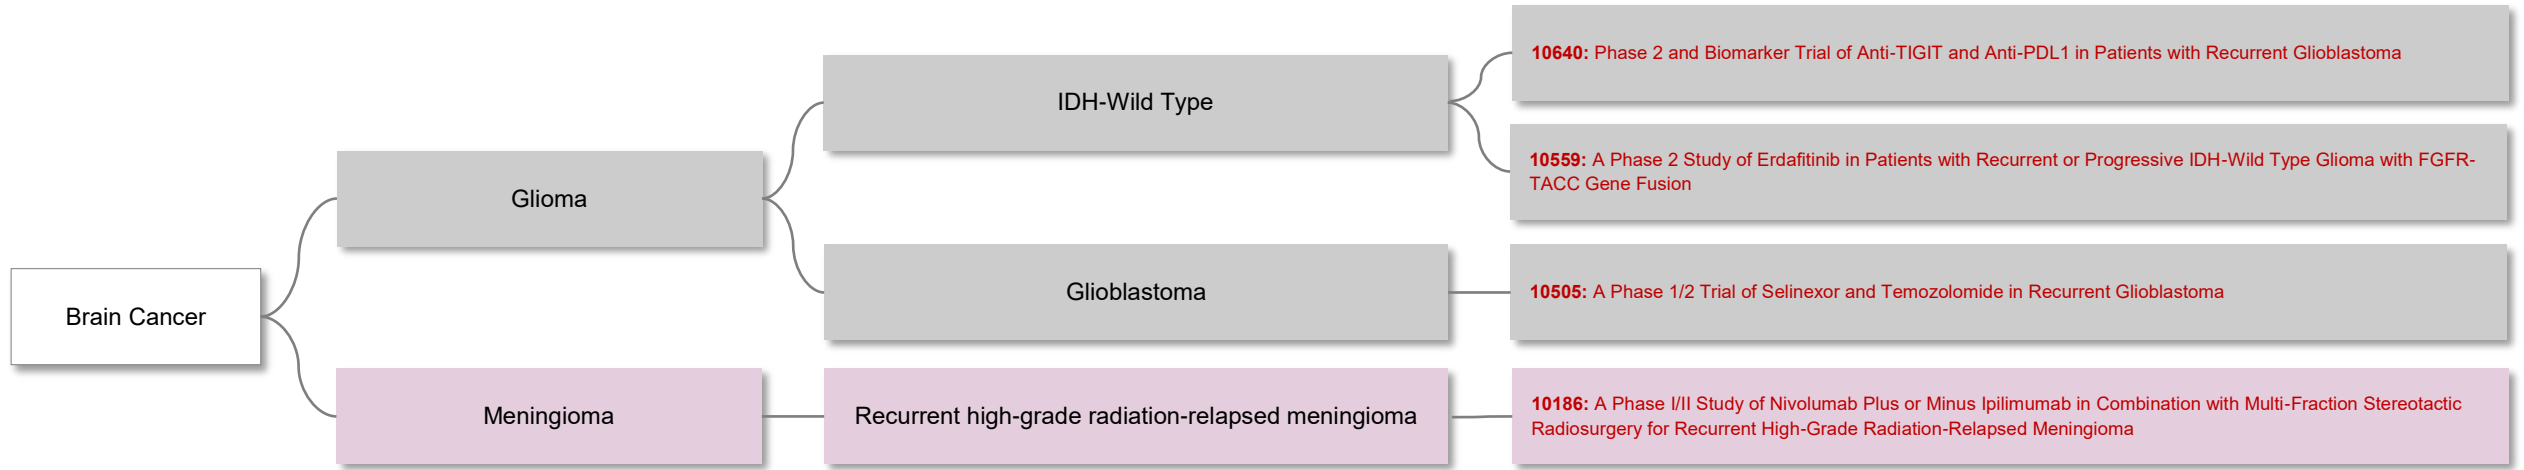 Brain Cancer
Glioma
IDH-Wild Type
10640: Phase 2 and Biomarker Trial of Anti-TIGIT and Anti-PDL1 in Patients with Recurrent Glioblastoma
10559: A Phase 2 Study of Erdafitinib in Patients with Recurrent or Progressive IDH-Wild Type Glioma with FGFR-
TACC Gene Fusion
Glioblastoma
10505: A Phase 1/2 Trial of Selinexor and Temozolomide in Recurrent Glioblastoma
Meningioma
Recurrent high-grade radiation-relapsed meningioma
10186: A Phase I/II Study of Nivolumab Plus or Minus Ipilimumab in Combination with Multi-Fraction Stereotactic
Radiosurgery for Recurrent High-Grade Radiation-Relapsed Meningioma